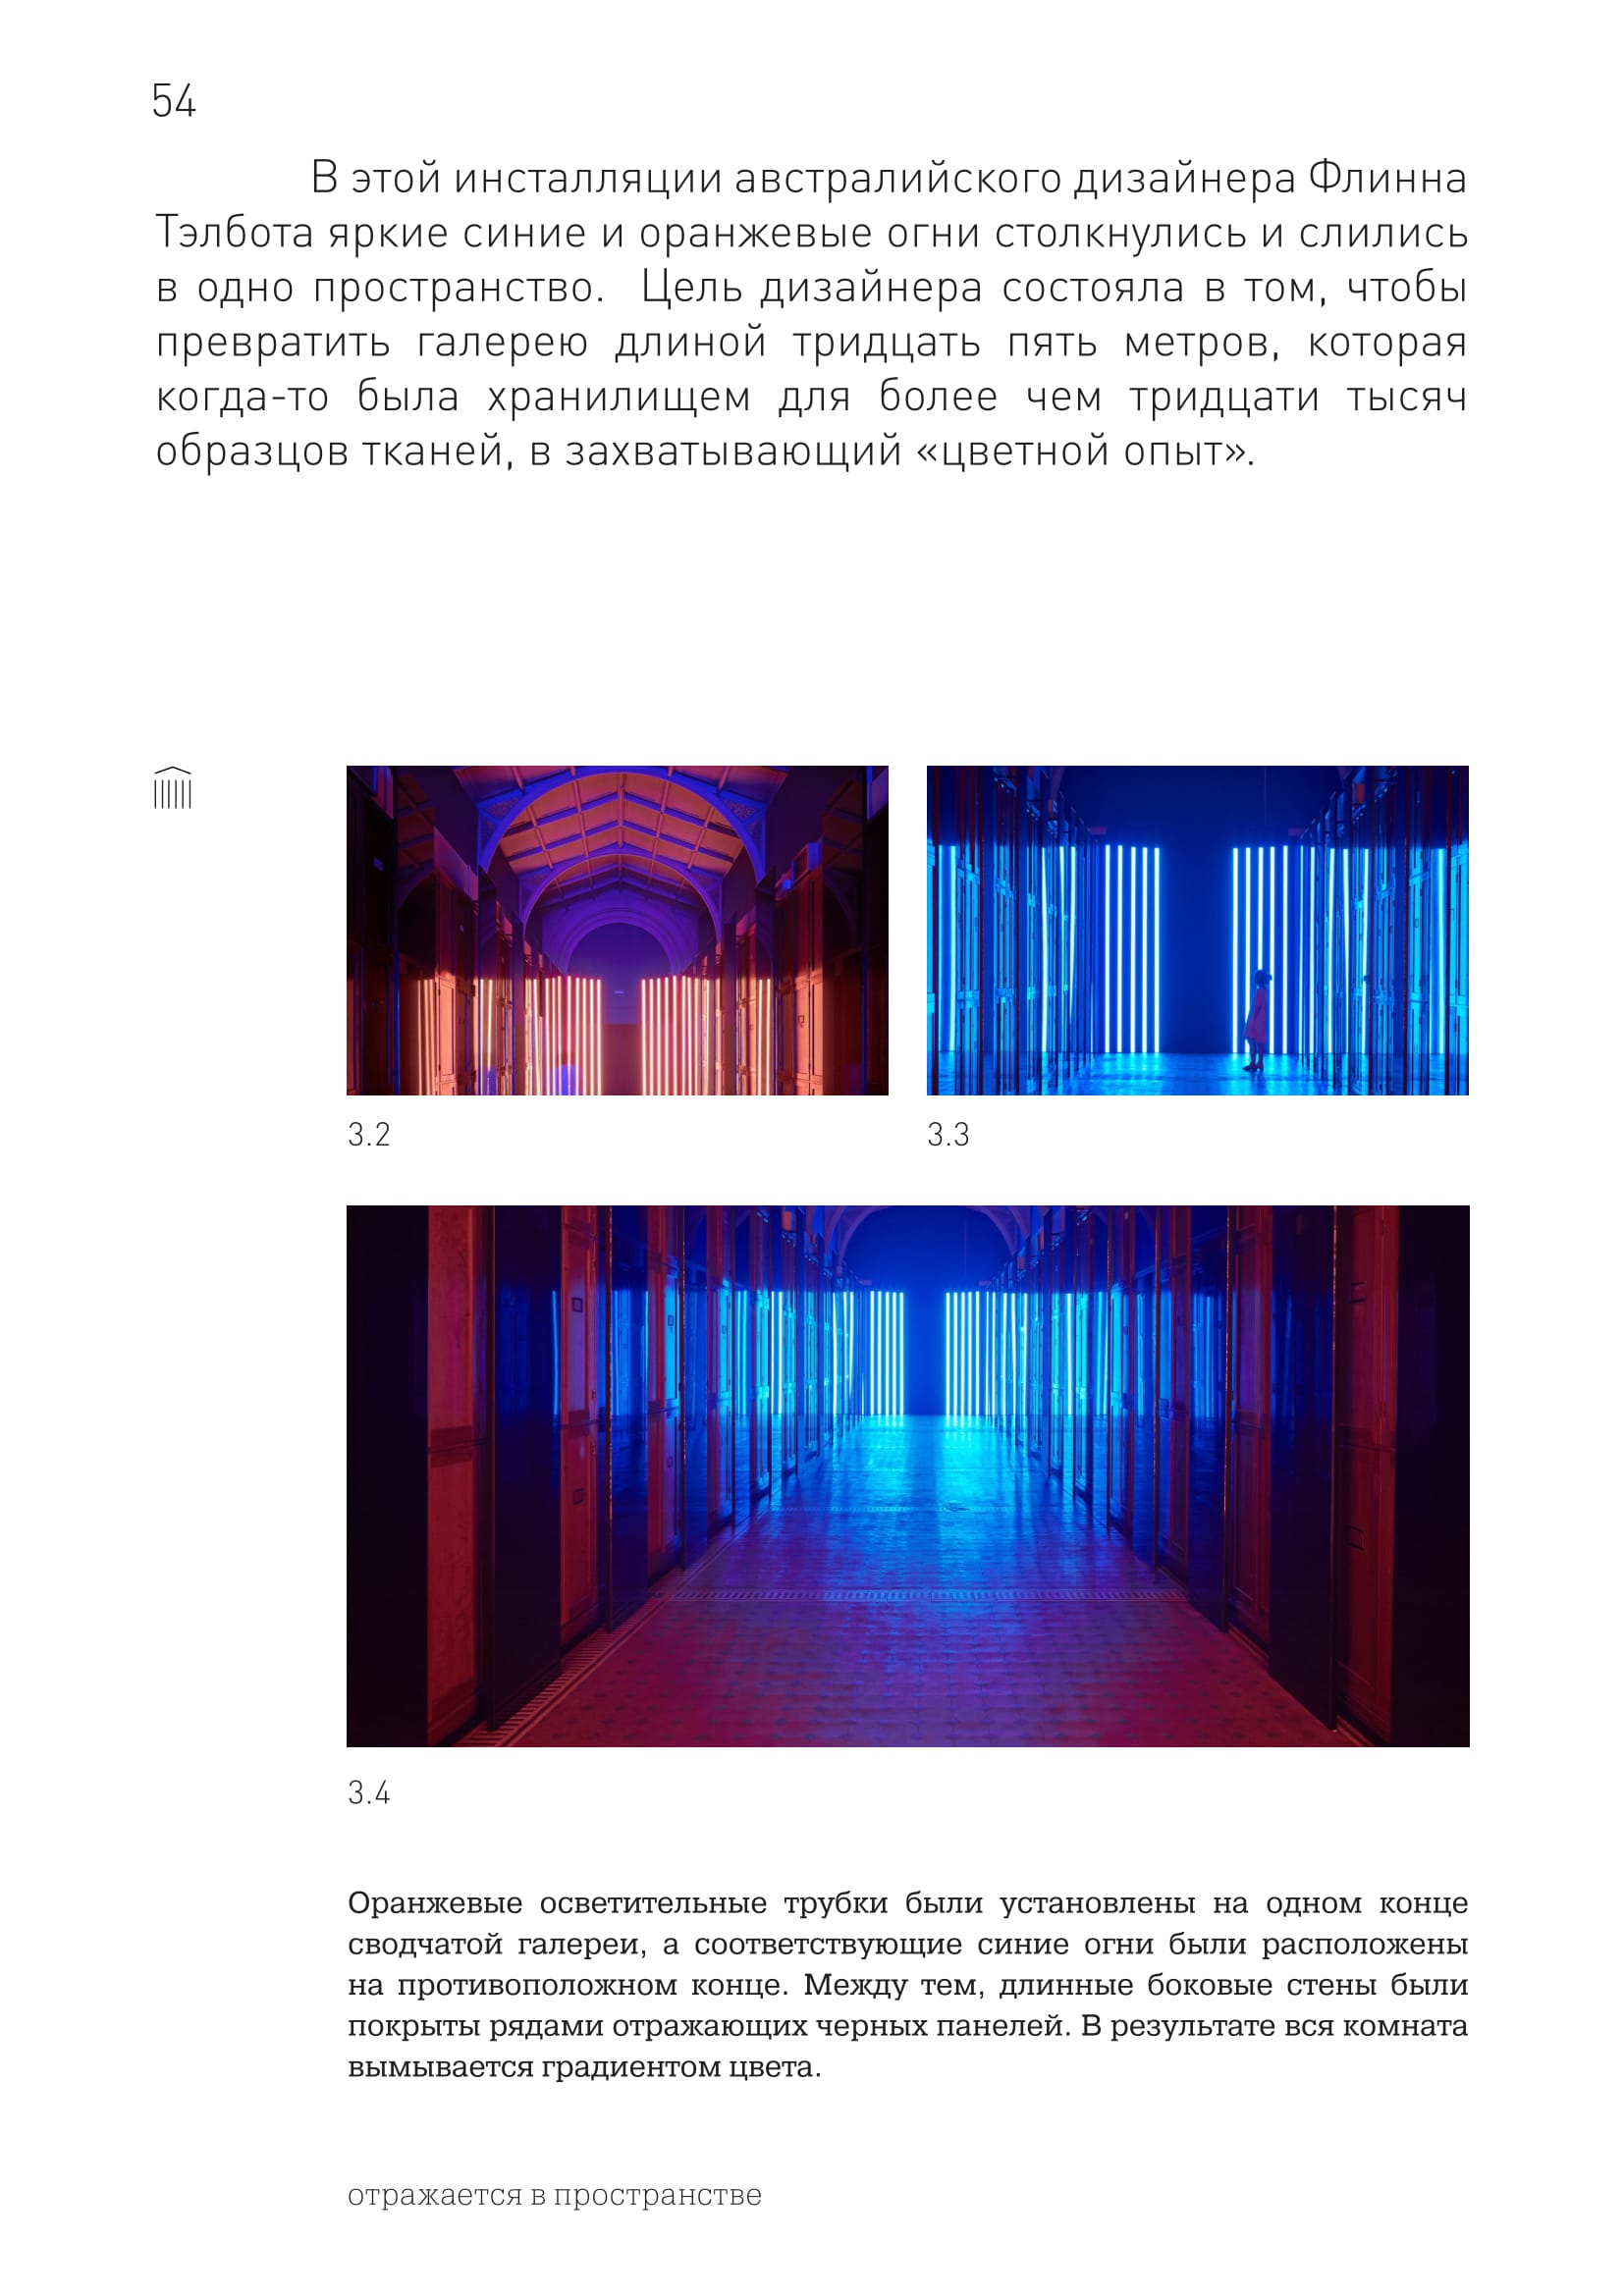 54
В этой инсталляции австралийского дизайнера Флинна
Тэлбота яркие синие и оранжевые огни столкнулись и слились
в одно пространство. Цель дизайнера состояла в том, чтобы
превратить галерею длиной тридцать пять метров, которая
когда-то была хранилищем для более чем тридцати тысяч
образцов тканей, в захватывающий «цветной опыт».
3.2
3.3
3.4
Оранжевые осветительные трубки были установлены на одном конце
сводчатой галереи, а соответствующие синие огни были расположены
на противоположном конце. Между тем, длинные боковые стены были
покрыты рядами отражающих черных панелей. В результате вся комната
вымывается градиентом цвета.
отражается в пространстве